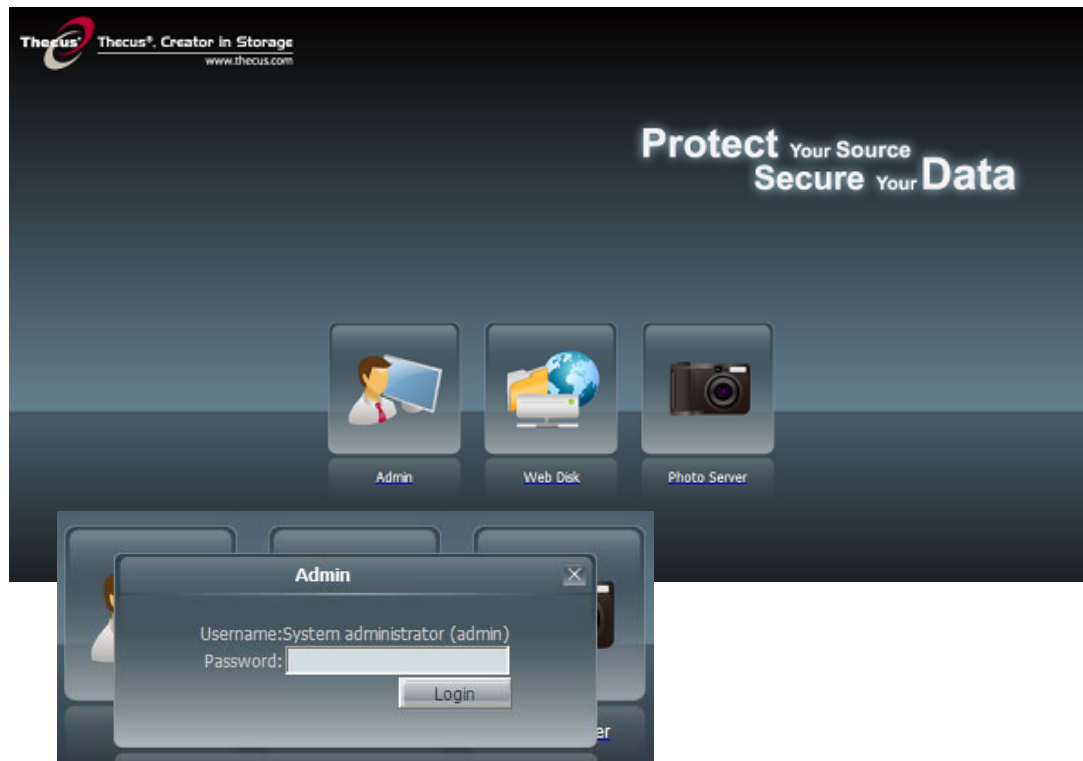 Thecus® Thecus®, Creator in Storage
www.thecus.com
Protect Your Source
Secure Your Data
Admin Web Disk Photo Server
Admin
Username:System administrator (admin)
Password:
Login
er